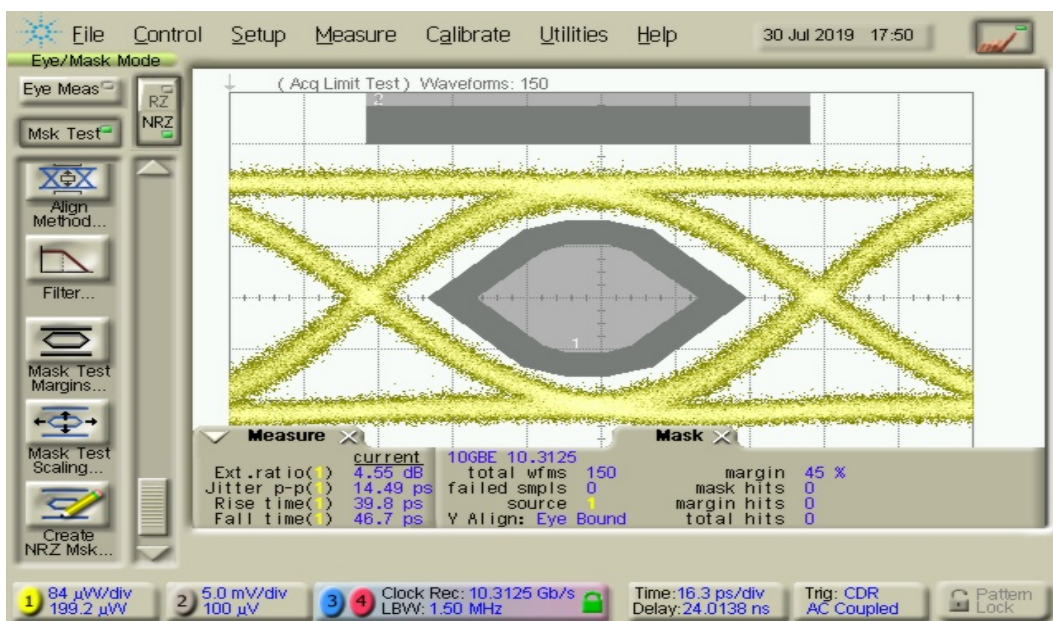 File Control Setup Measure Calibrate Utilities Help 30 Jul 2019 17:50
Eye/Mask Mode
Eye Meas
RZ
NRZ
Msk Test
Align
Method...
Filter...
Mask Test
Margins...
Mask Test
Scaling...
Create
NRZ Msk...
( Acq Limit Test ) Waveforms: 150
2
1
Measure
current
Ext.ratio(1) 4.55 dB
Jitter p-p(1) 14.49 ps
Rise time(1) 39.8 ps
Fall time(1) 46.7 ps
Mask
10GBE 10.3125
total wfms 150 margin 45 %
failed smpls 0 mask hits 0
source 1 margin hits 0
Y Align: Eye Bound total hits 0
1 84 µW/div
199.2 µW
2 5.0 mV/div
100 µV
3 4 Clock Rec: 10.3125 Gb/s
LBW: 1.50 MHz
Time:16.3 ps/div
Delay:24.0138 ns
Trig: CDR
AC Coupled
Pattern
Lock